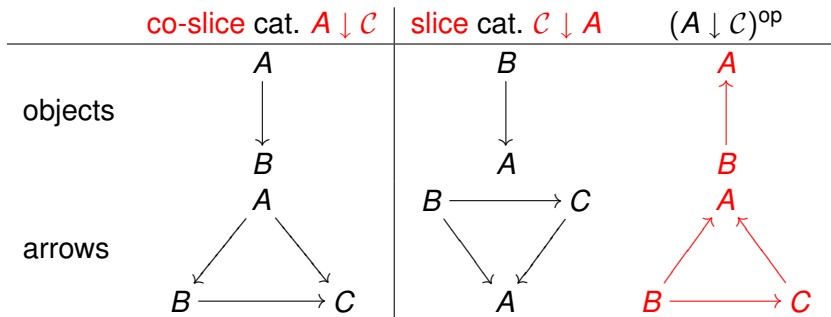 co-slice cat. A ↓ 𝒞 slice cat. 𝒞 ↓ A (A ↓ 𝒞)^op
A B A
objects
B A B
A B C A
arrows
B C A B C